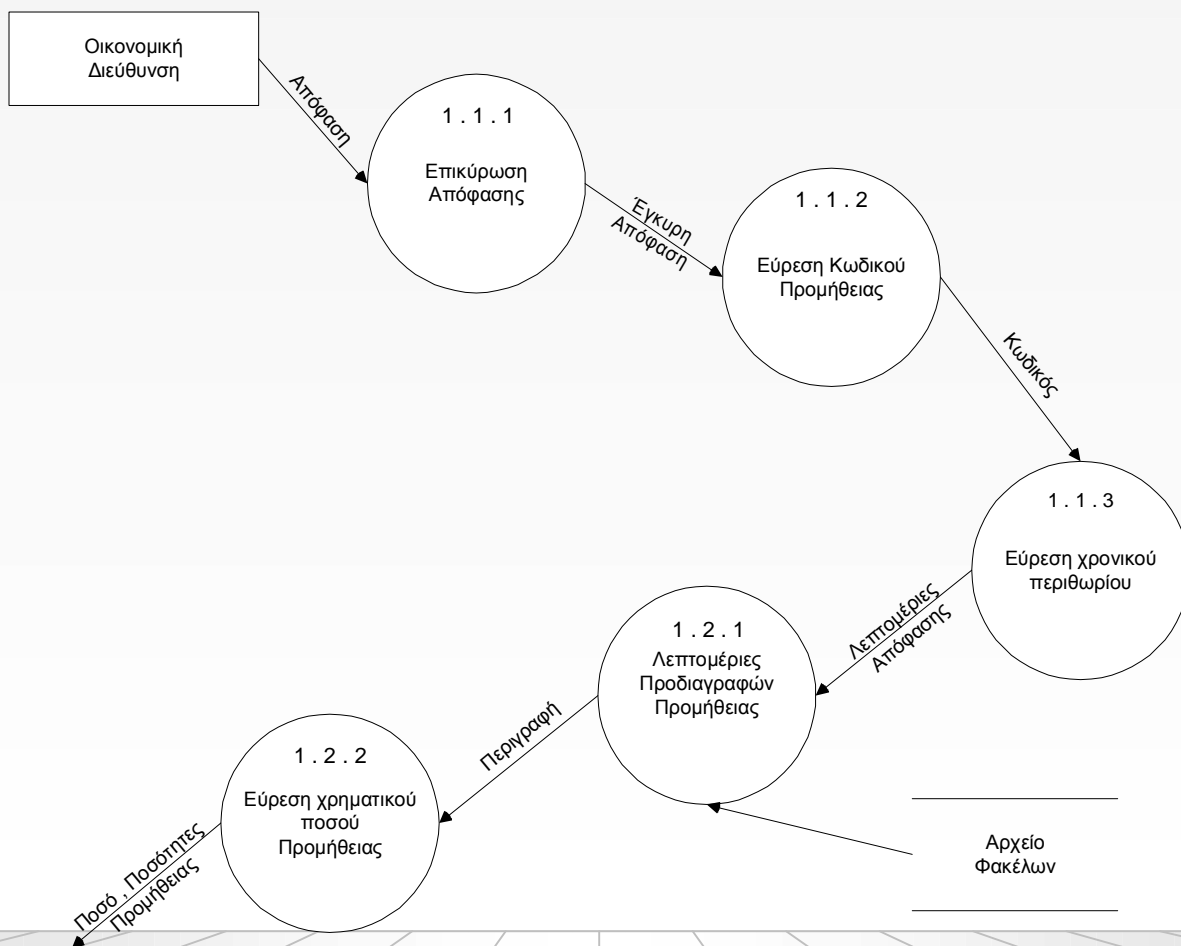 Οικονομική
Διεύθυνση
Απόφαση
1 . 1 . 1
Επικύρωση
Απόφασης
Έγκυρη
Απόφαση
1 . 1 . 2
Εύρεση Κωδικού
Προμήθειας
Κωδικός
1 . 1 . 3
Εύρεση χρονικού
περιθωρίου
Λεπτομέριες
Απόφασης
1 . 2 . 1
Λεπτομέριες
Προδιαγραφών
Προμήθειας
Περιγραφή
1 . 2 . 2
Εύρεση χρηματικού
ποσού
Προμήθειας
Αρχείο
Φακέλων
Ποσό , Ποσότητες
Προμήθειας